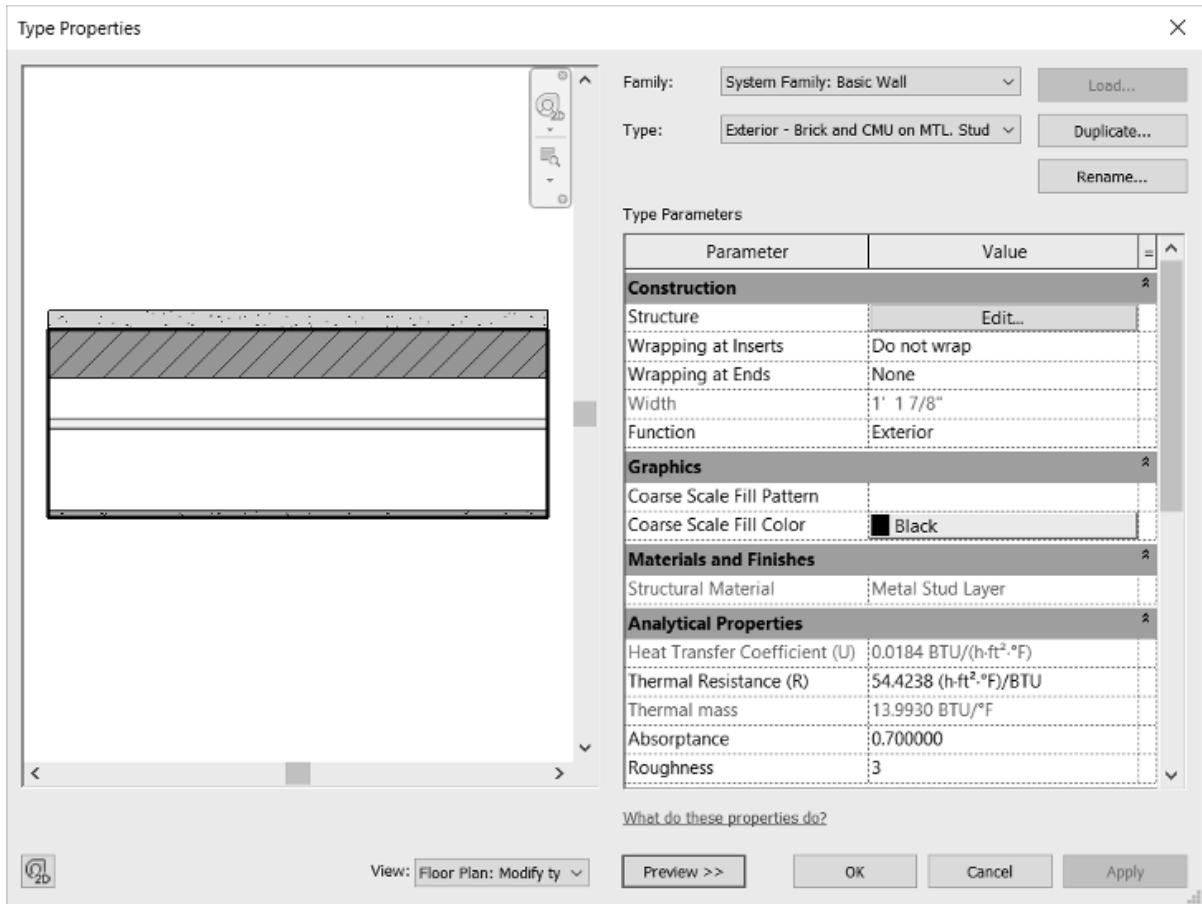 Type Properties
Family: System Family: Basic Wall Load...
Type: Exterior - Brick and CMU on MTL. Stud Duplicate...
Rename...
Type Parameters
Parameter Value =
Construction
Structure Edit...
Wrapping at Inserts Do not wrap
Wrapping at Ends None
Width 1' 1 7/8"
Function Exterior
Graphics
Coarse Scale Fill Pattern
Coarse Scale Fill Color Black
Materials and Finishes
Structural Material Metal Stud Layer
Analytical Properties
Heat Transfer Coefficient (U) 0.0184 BTU/(h·ft²·°F)
Thermal Resistance (R) 54.4238 (h·ft²·°F)/BTU
Thermal mass 13.9930 BTU/°F
Absorptance 0.700000
Roughness 3
What do these properties do?
View: Floor Plan: Modify ty Preview >> OK Cancel Apply
2D
2D